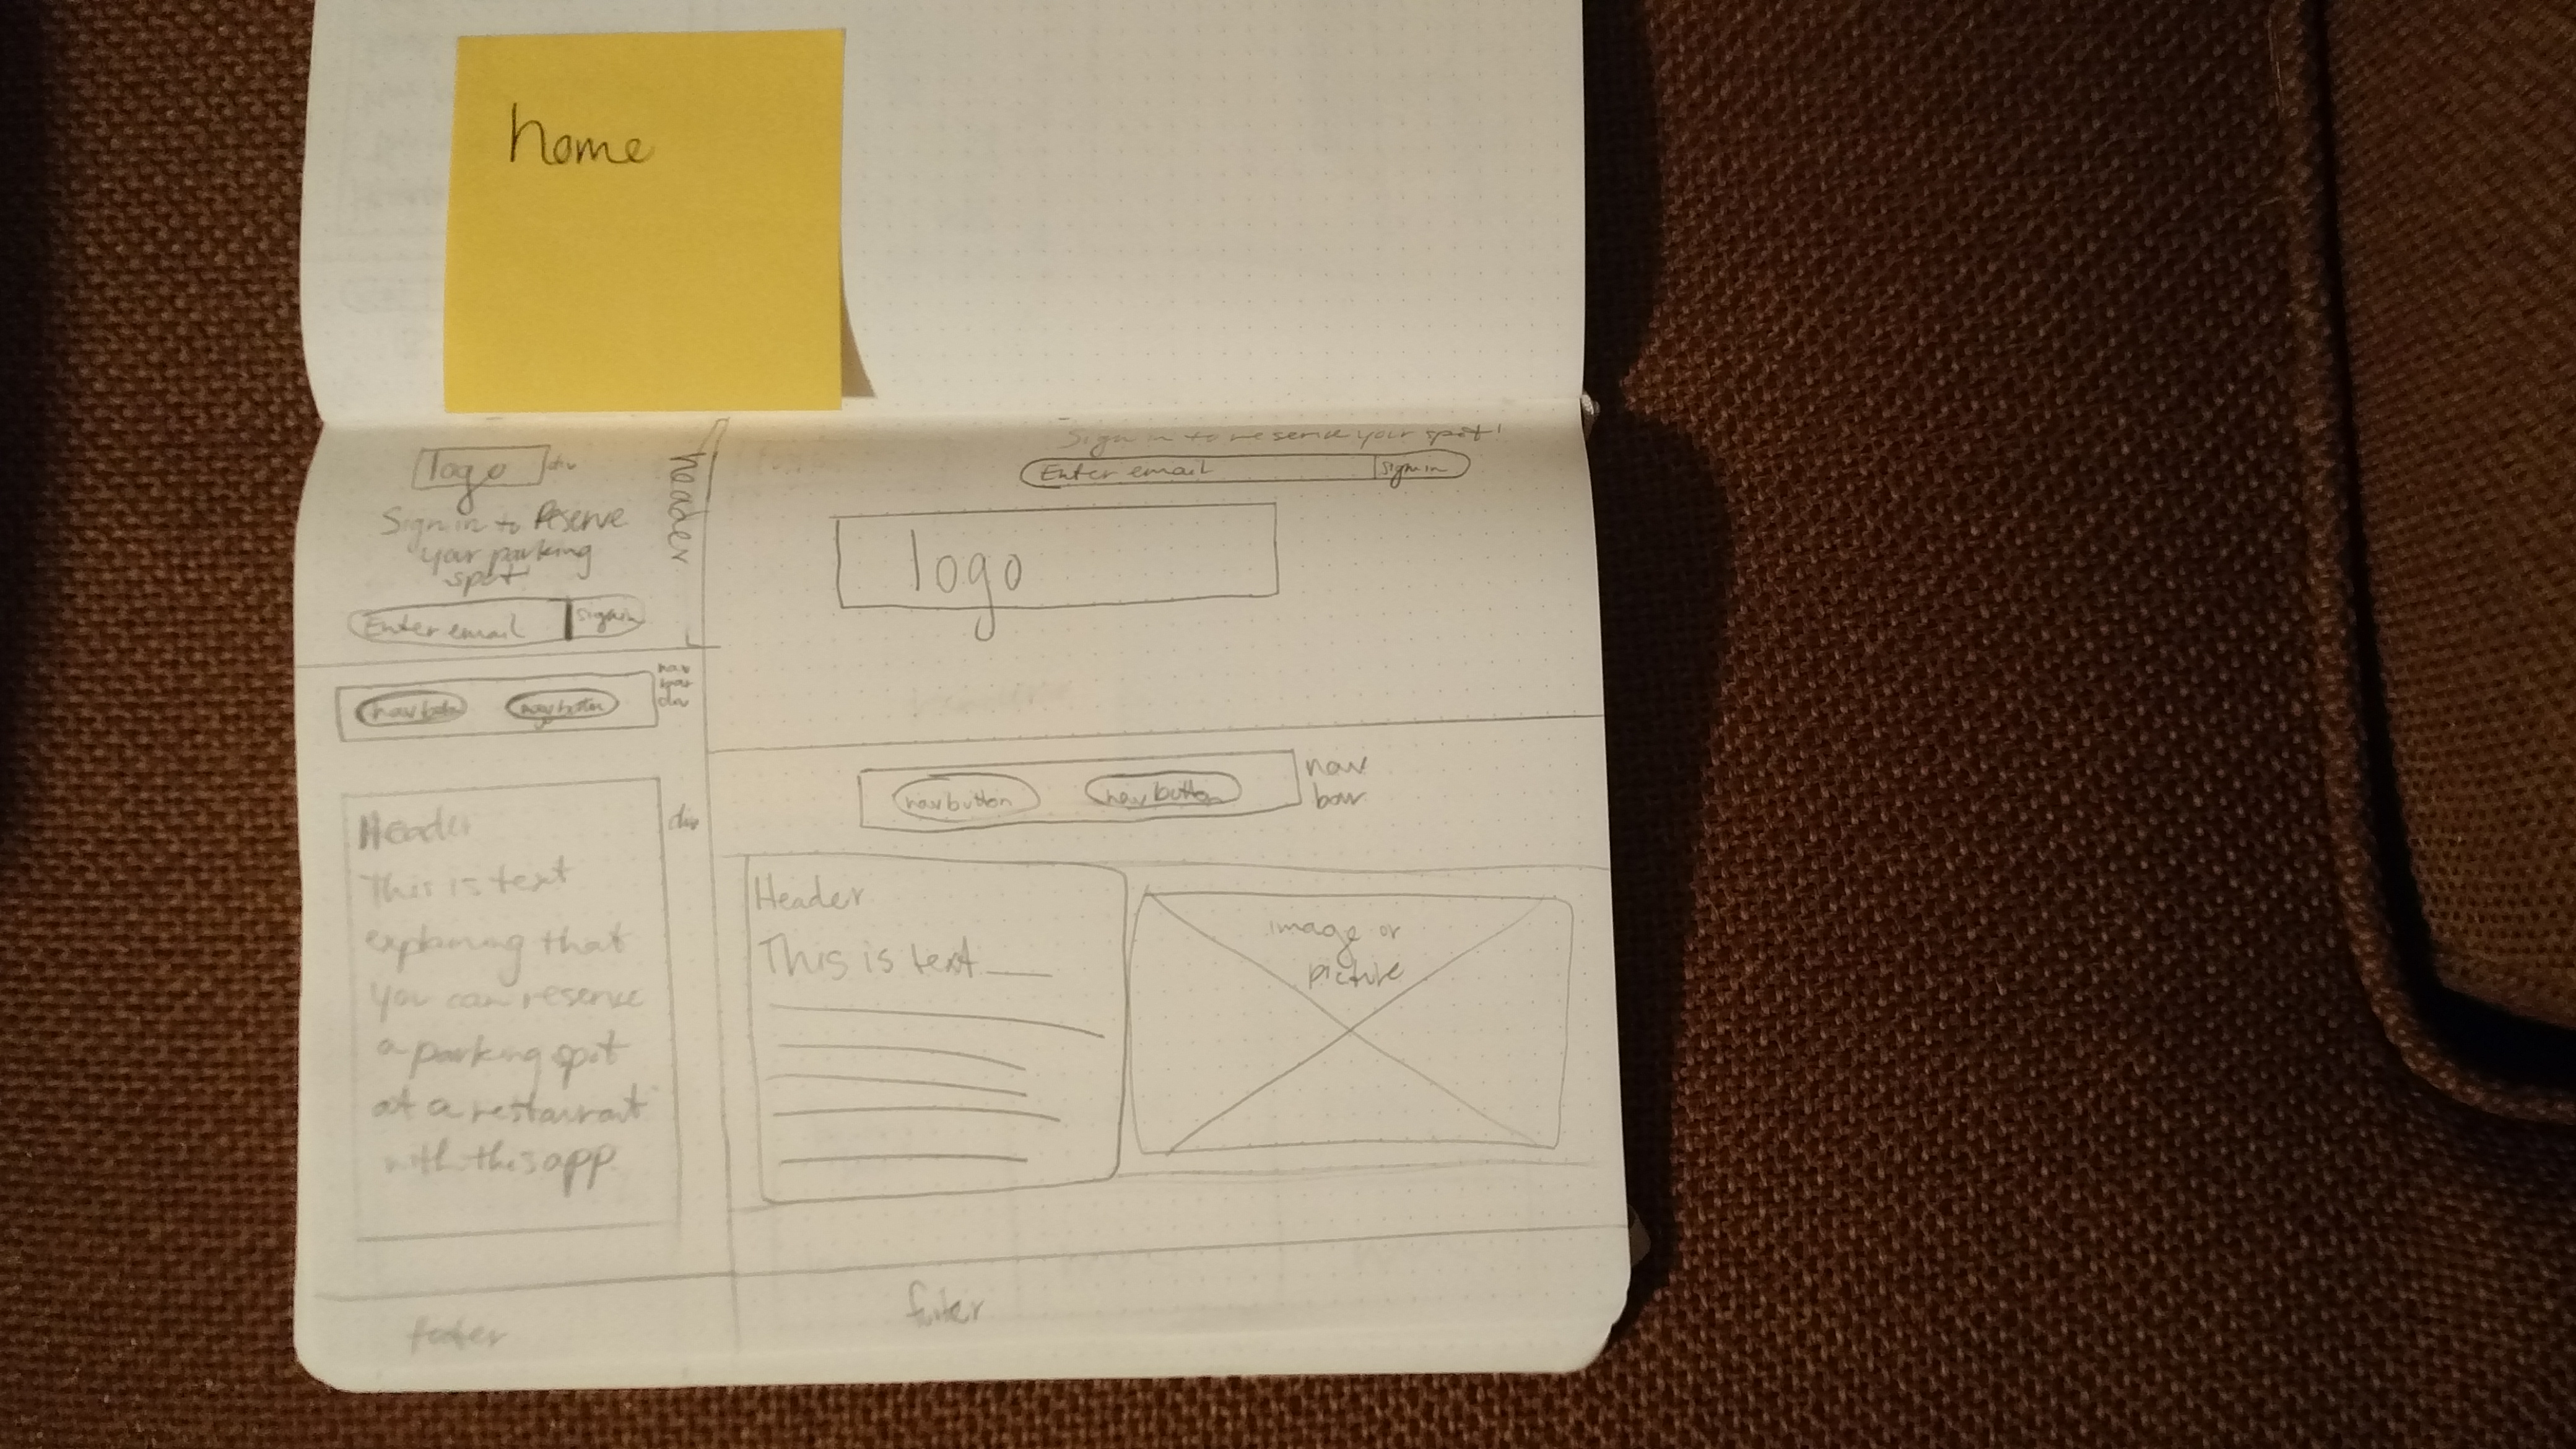 home
logo
div
Sign in to Reserve
your parking
spot
Enter email
sign in
header
nav button
nav button
nav
bar
div
Header
This is text
explaining that
you can reserve
a parking spot
at a restaurant
with this app
div
footer
Sign in to reserve your spot!
Enter email
sign in
logo
nav button
nav button
nav
bar
Header
This is text
image or
picture
footer